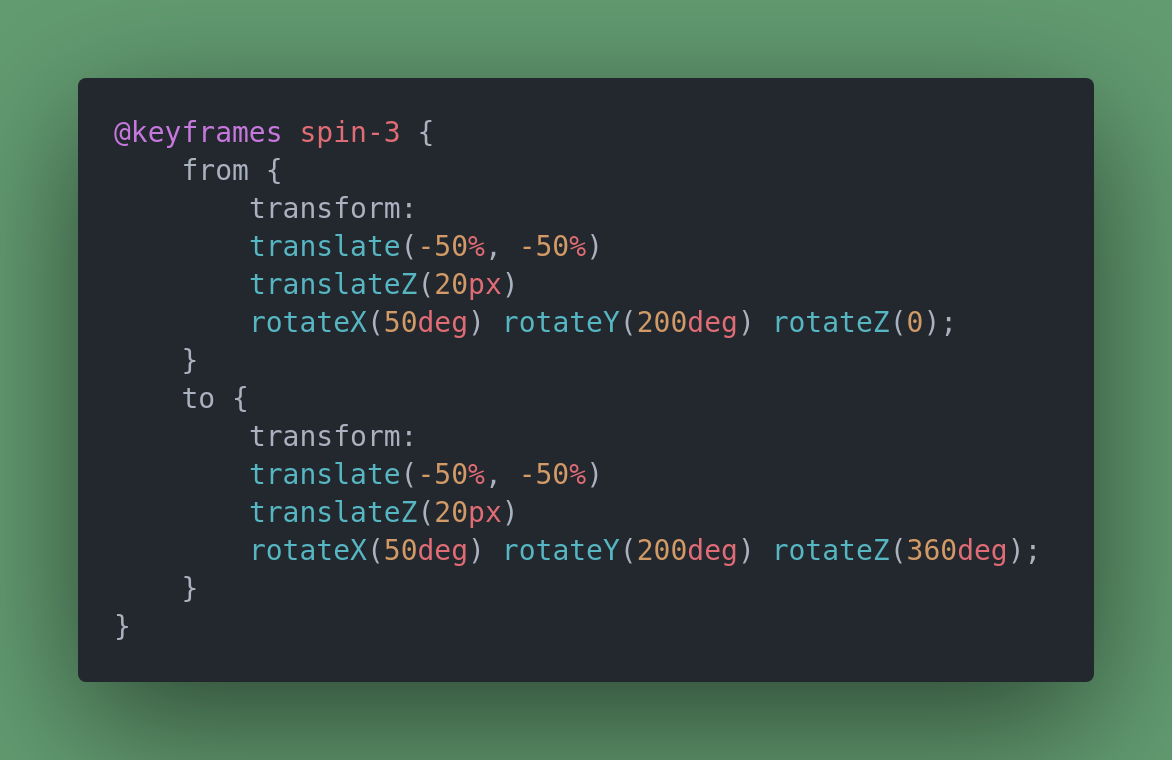 @keyframes spin-3 {
    from {
        transform:
        translate(-50%, -50%)
        translateZ(20px)
        rotateX(50deg) rotateY(200deg) rotateZ(0);
    }
    to {
        transform:
        translate(-50%, -50%)
        translateZ(20px)
        rotateX(50deg) rotateY(200deg) rotateZ(360deg);
    }
}